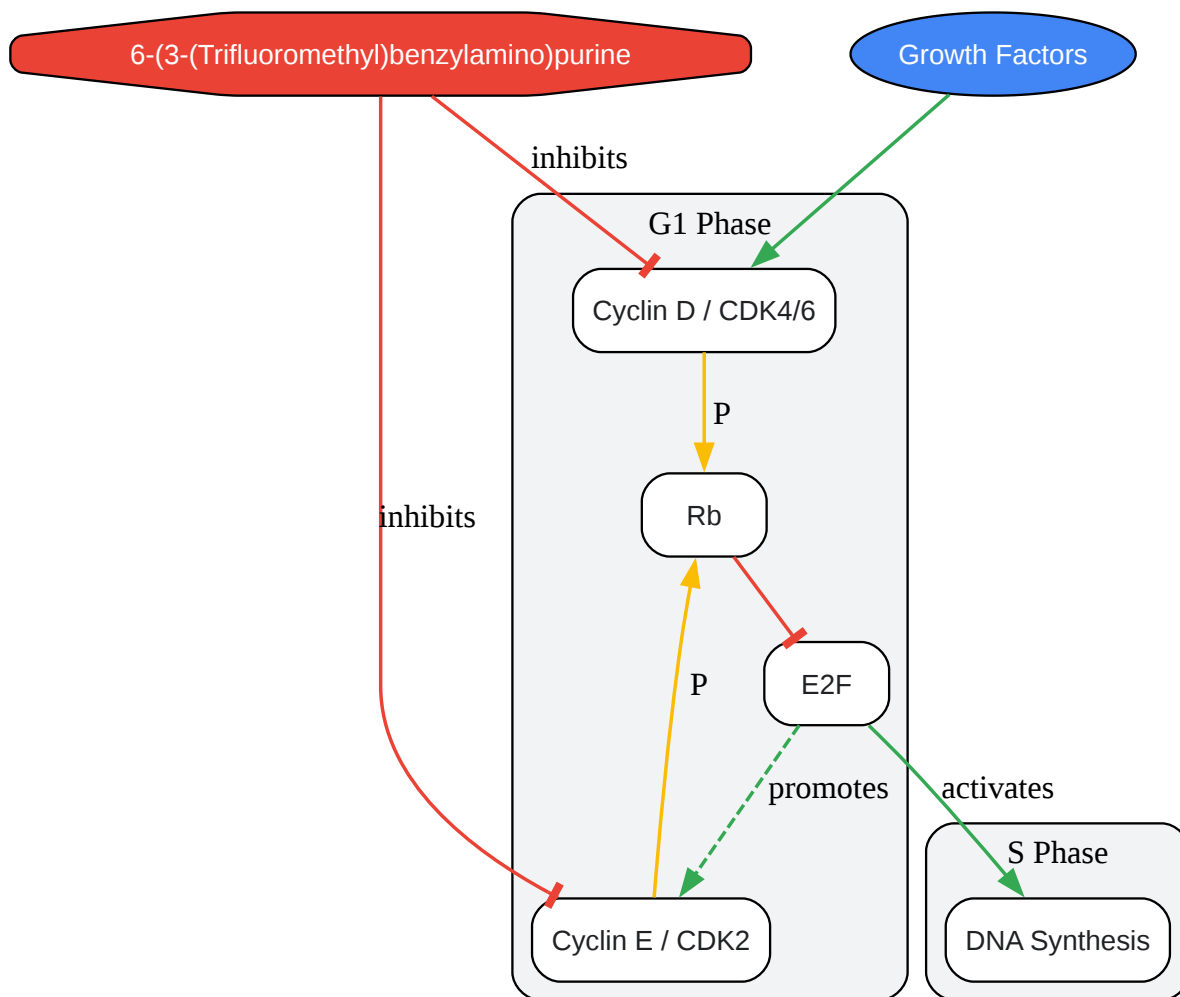 6-(3-(Trifluoromethyl)benzylamino)purine
Growth Factors
inhibits
G1 Phase
Cyclin D / CDK4/6
P
Rb
inhibits
E2F
P
promotes
activates
S Phase
Cyclin E / CDK2
DNA Synthesis